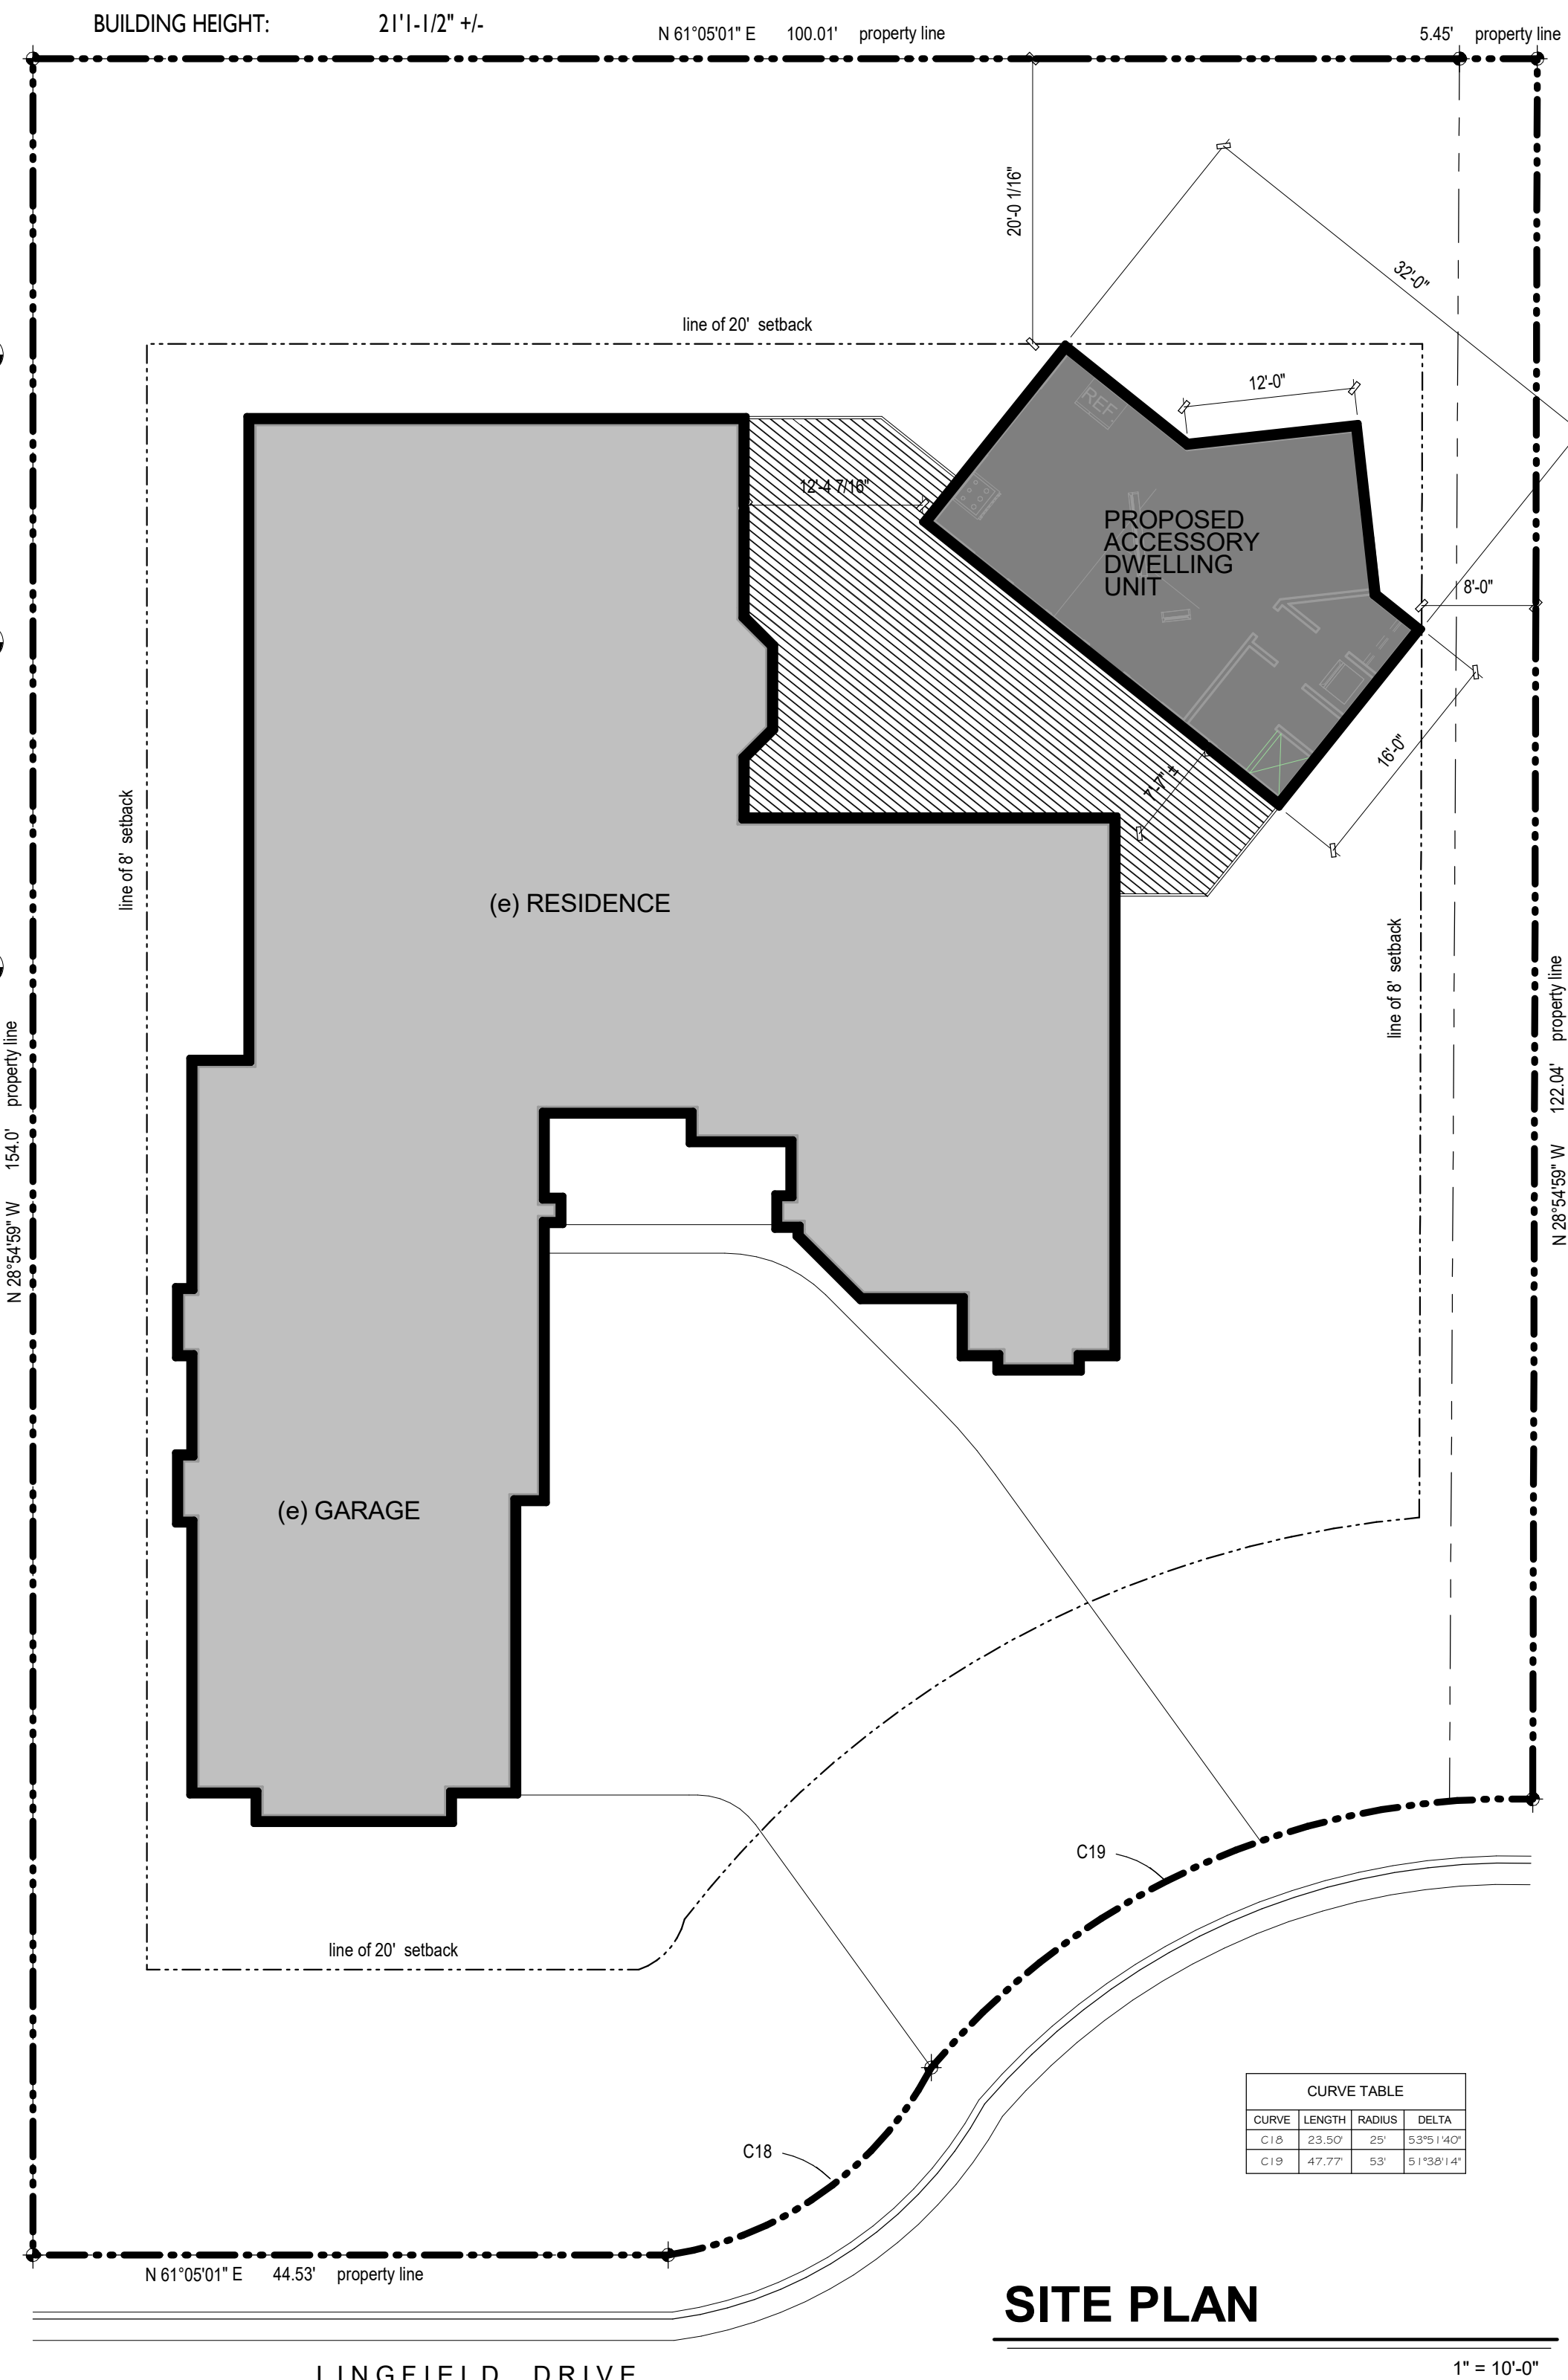 BUILDING HEIGHT: 21'1-1/2" +/-
N 61°05'01" E 100.01' property line
5.45' property line
20'-0 1/16"
32'-0"
line of 20' setback
12'-0"
REF
12'-4 7/16"
PROPOSED
ACCESSORY
DWELLING
UNIT
8'-0"
16'-0"
7'-7" ±
line of 8' setback
(e) RESIDENCE
line of 8' setback
N 28°54'59" W 154.0' property line
N 28°54'59" W 122.04' property line
(e) GARAGE
C19
line of 20' setback
C18
CURVE TABLE
CURVE LENGTH RADIUS DELTA
C18 23.50' 25' 53°51'40"
C19 47.77' 53' 51°38'14"
N 61°05'01" E 44.53' property line
SITE PLAN
1" = 10'-0"
LINGFIELD DRIVE